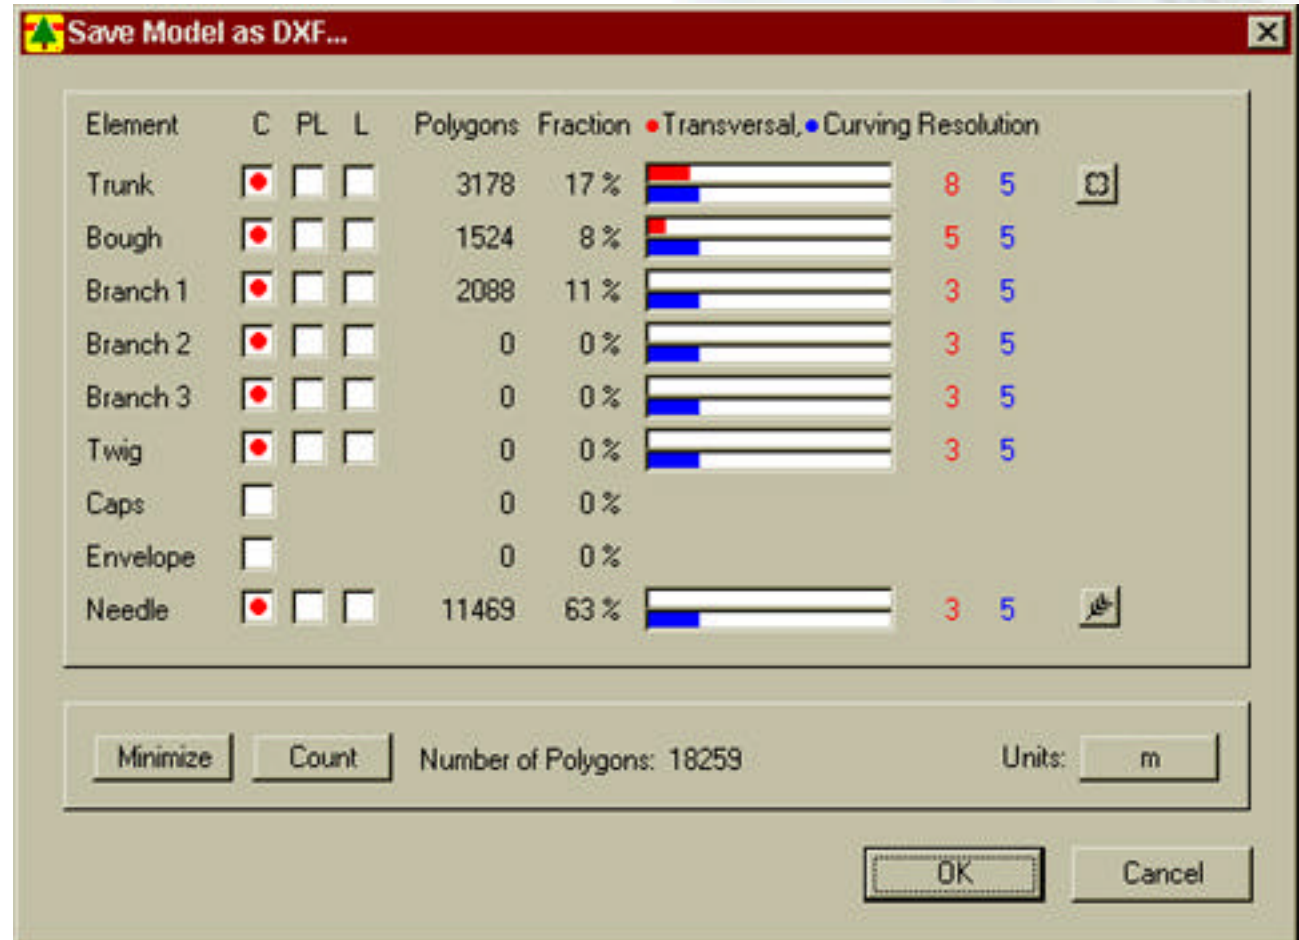 Save Model as DXF...
Element C PL L Polygons Fraction Transversal, Curving Resolution
Trunk 3178 17 % 8 5
Bough 1524 8 % 5 5
Branch 1 2088 11 % 3 5
Branch 2 0 0 % 3 5
Branch 3 0 0 % 3 5
Twig 0 0 % 3 5
Caps 0 0 %
Envelope 0 0 %
Needle 11469 63 % 3 5
Minimize Count Number of Polygons: 18259 Units: m
OK Cancel